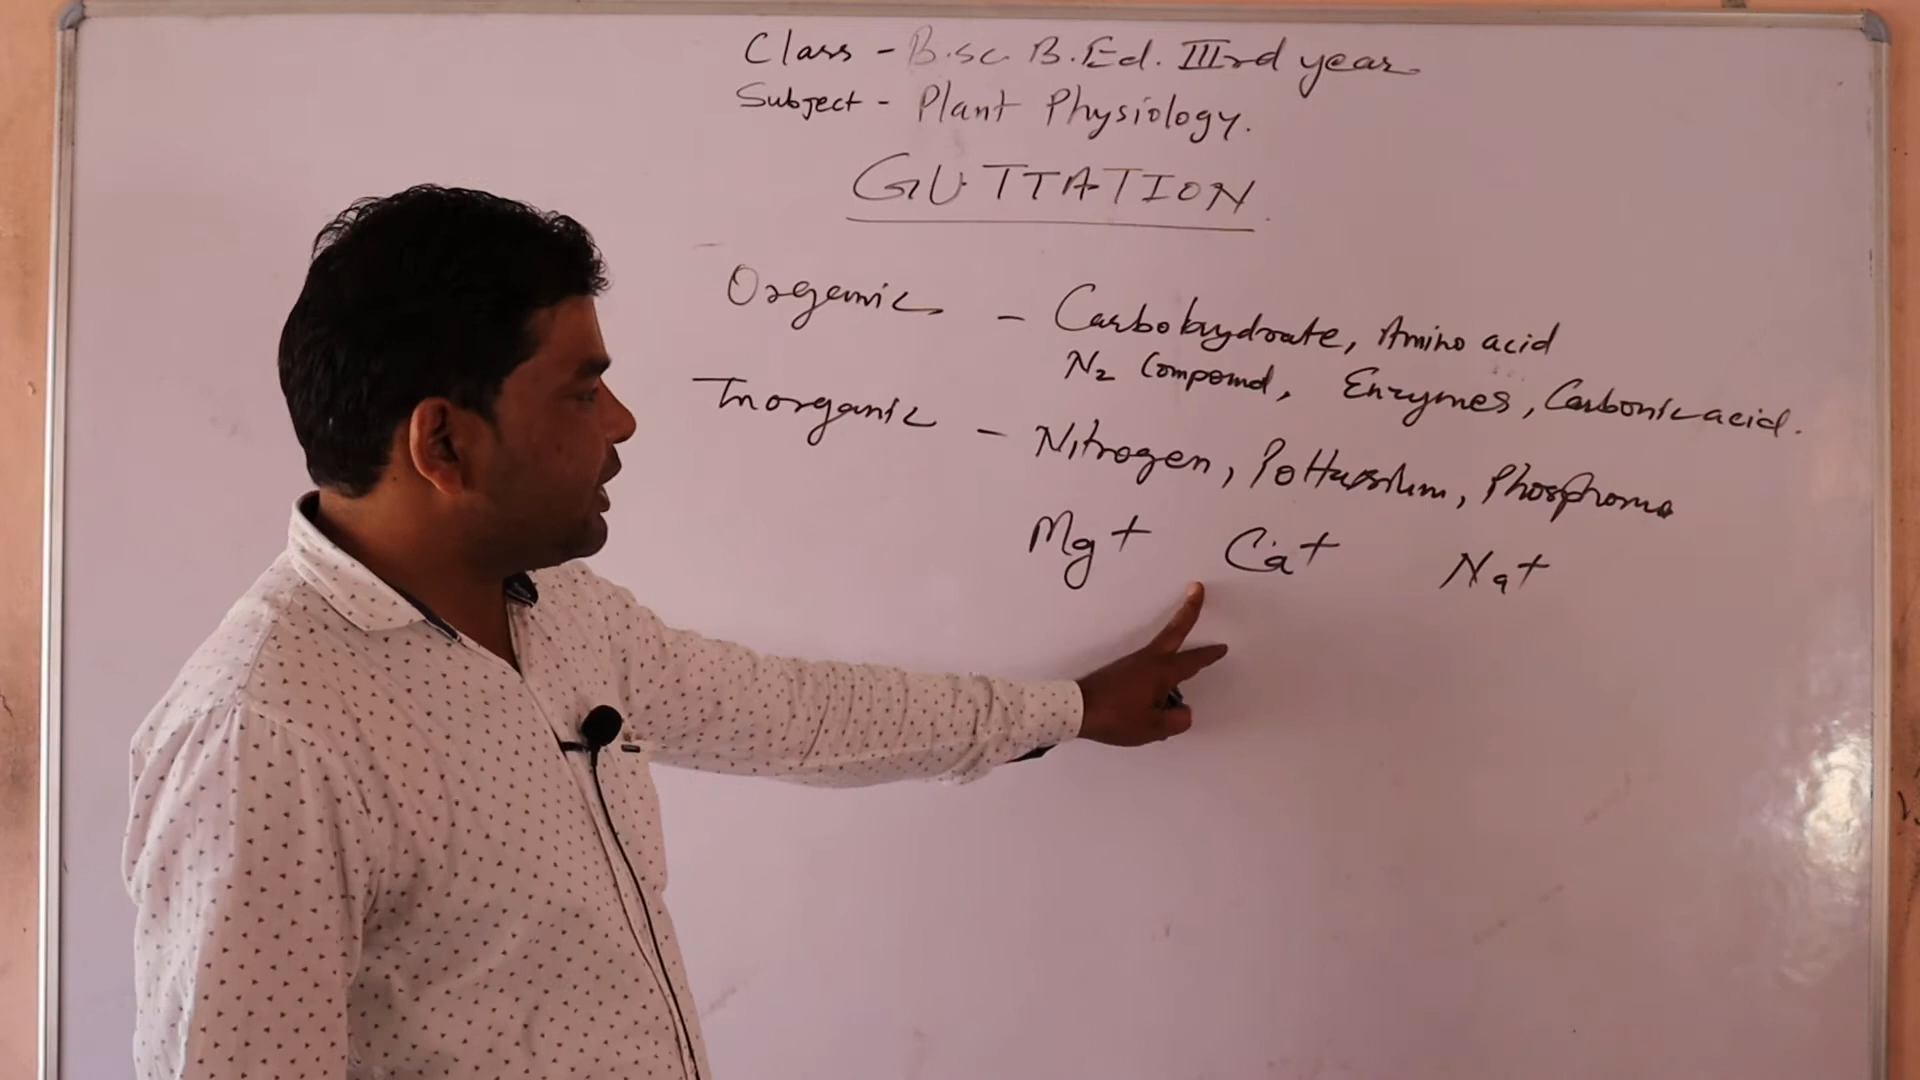 Class - B.sc. B.Ed. IIIrd year
Subject - Plant Physiology.
GUTTATION
Organic - Carbohydrate, Amino acid
N2 Compound, Enzymes, Carbonic acid.
Inorganic - Nitrogen, Pottassium, Phosphorus
Mg+ Ca+ Na+